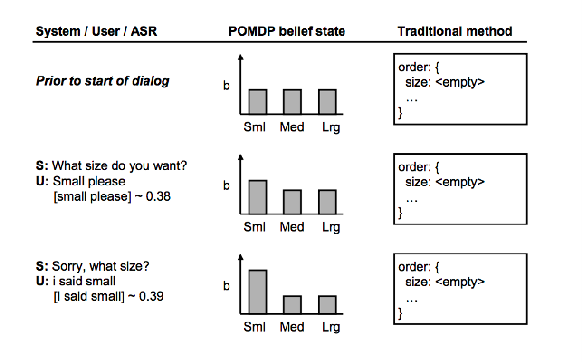 System / User / ASR POMDP belief state Traditional method
Prior to start of dialog
b
Sml Med Lrg
order: {
size: <empty>
...
}
S: What size do you want?
U: Small please
[small please] ~ 0.38
b
Sml Med Lrg
order: {
size: <empty>
...
}
S: Sorry, what size?
U: i said small
[i said small] ~ 0.39
b
Sml Med Lrg
order: {
size: <empty>
...
}